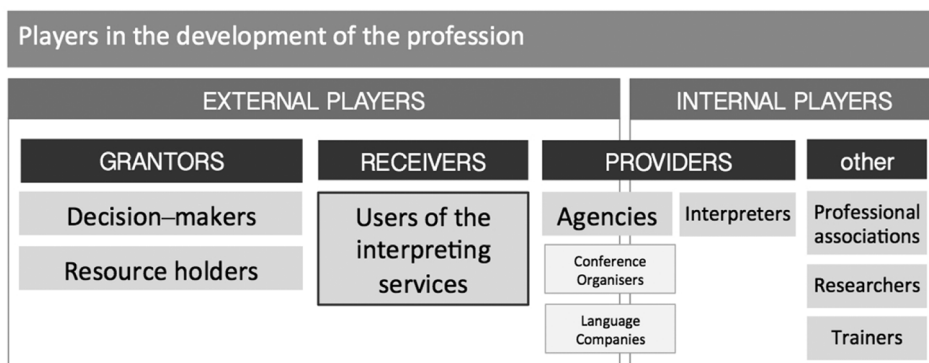 Players in the development of the profession
EXTERNAL PLAYERS
INTERNAL PLAYERS
GRANTORS
RECEIVERS
PROVIDERS
other
Decision–makers
Resource holders
Users of the
interpreting
services
Agencies
Conference
Organisers
Language
Companies
Interpreters
Professional
associations
Researchers
Trainers